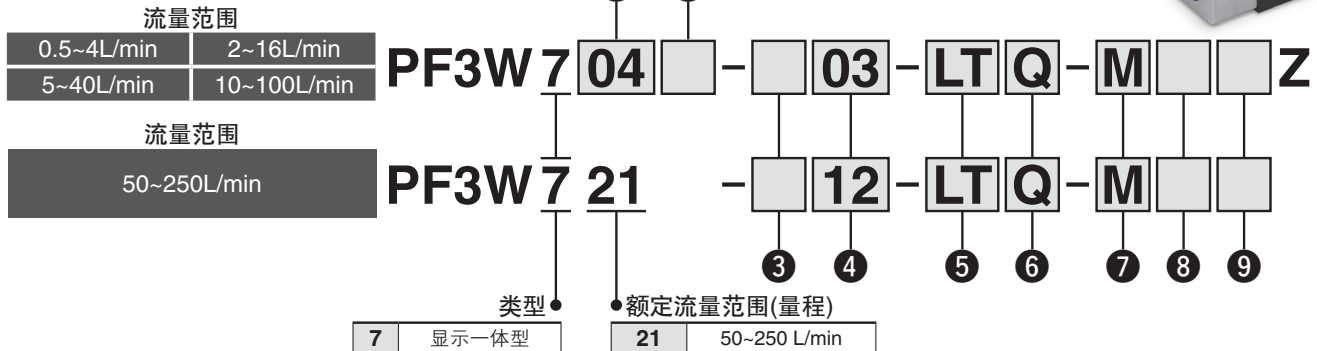 流量范围
0.5~4L/min 2~16L/min
5~40L/min 10~100L/min
PF3W 7 04 - 03 - LT Q - M Z
流量范围
50~250L/min
PF3W 7 21 - 12 - LT Q - M
3 4 5 6 7 8 9
类型 额定流量范围(量程)
7 显示一体型 21 50~250 L/min